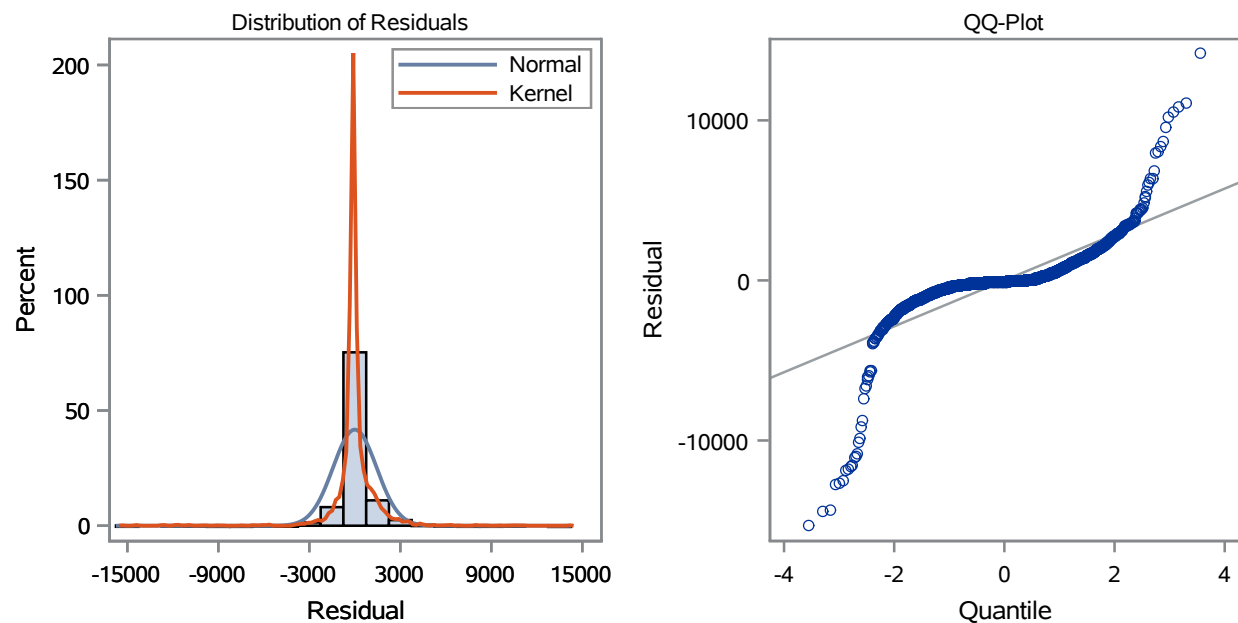 Distribution of Residuals
Normal
Kernel
200
150
100
50
0
Percent
-15000 -9000 -3000 3000 9000 15000
Residual
QQ-Plot
10000
0
-10000
Residual
-4 -2 0 2 4
Quantile